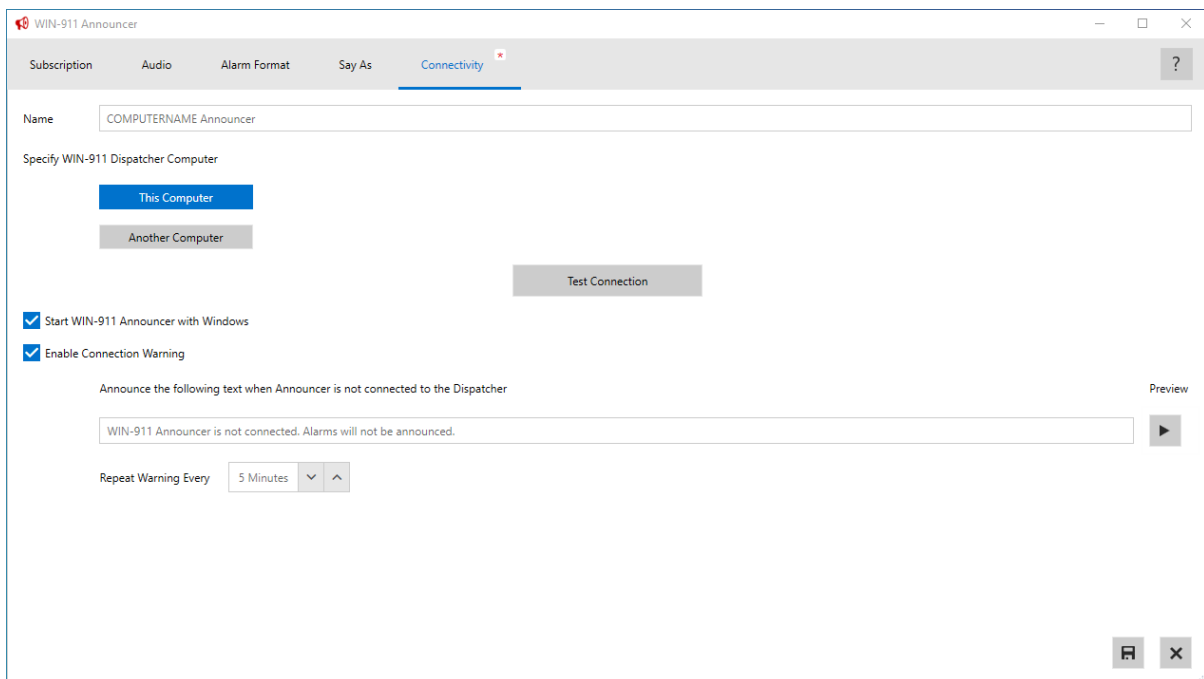 WIN-911 Announcer
Subscription Audio Alarm Format Say As Connectivity * ?
Name COMPUTERNAME Announcer
Specify WIN-911 Dispatcher Computer
This Computer
Another Computer
Test Connection
Start WIN-911 Announcer with Windows
Enable Connection Warning
Announce the following text when Announcer is not connected to the Dispatcher Preview
WIN-911 Announcer is not connected. Alarms will not be announced.
Repeat Warning Every 5 Minutes